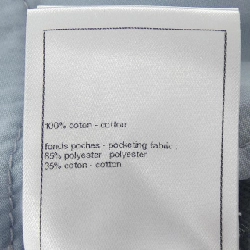 100% coton - cotton
fonds poches - pocketing fabric :
65% polyester - polyester
35% coton - cotton